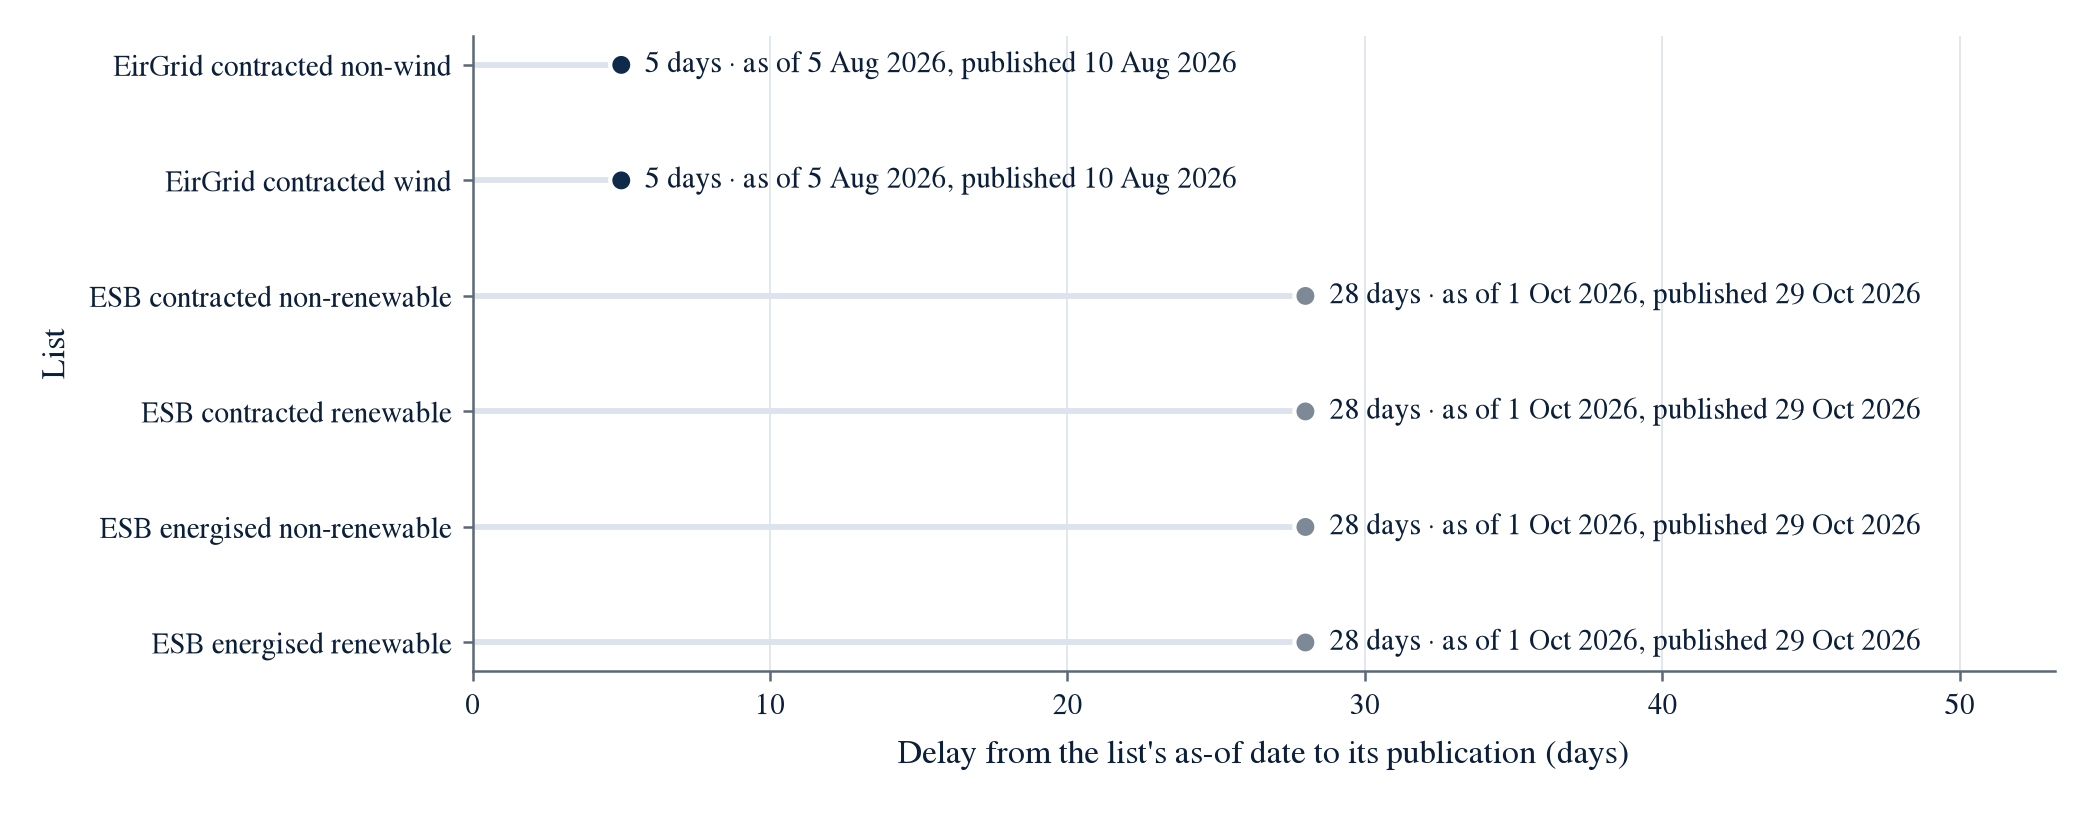 EirGrid contracted non-wind 5 days · as of 5 Aug 2026, published 10 Aug 2026
EirGrid contracted wind 5 days · as of 5 Aug 2026, published 10 Aug 2026
ESB contracted non-renewable 28 days · as of 1 Oct 2026, published 29 Oct 2026
List
ESB contracted renewable 28 days · as of 1 Oct 2026, published 29 Oct 2026
ESB energised non-renewable 28 days · as of 1 Oct 2026, published 29 Oct 2026
ESB energised renewable 28 days · as of 1 Oct 2026, published 29 Oct 2026
0 10 20 30 40 50
Delay from the list's as-of date to its publication (days)